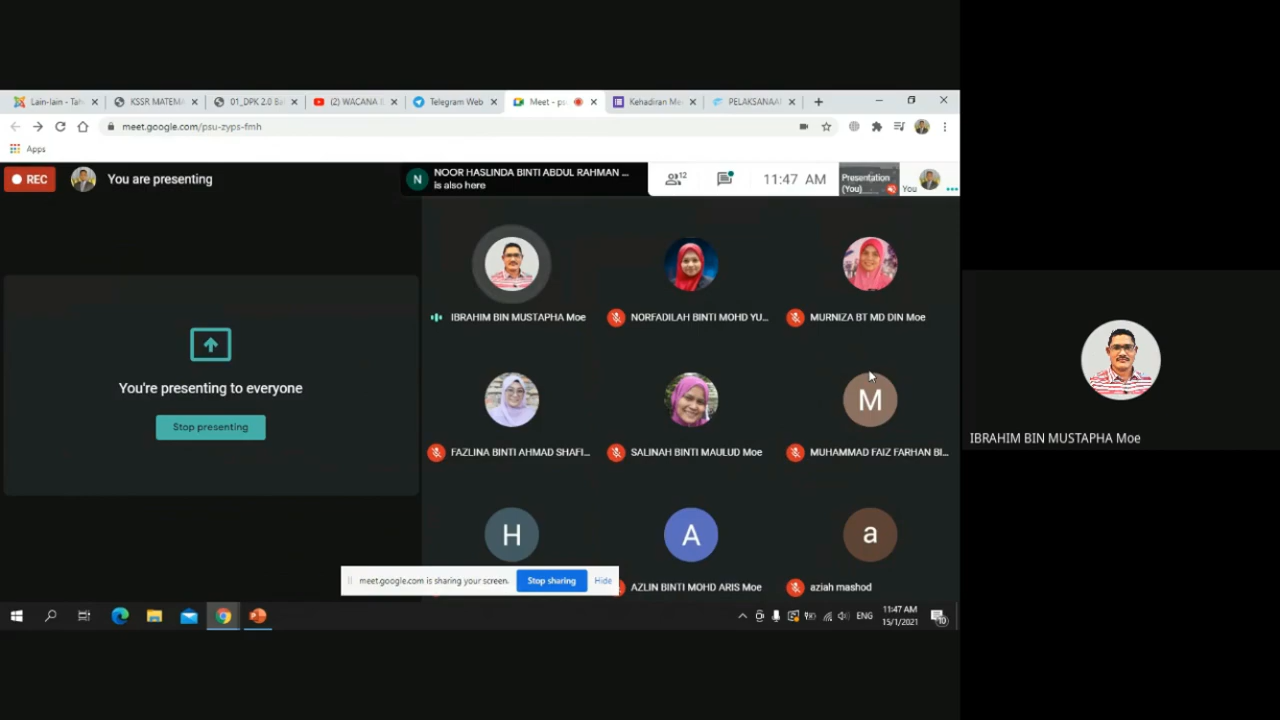 Lain-lain - Tah
KSSR MATEMA
01_DPK 2.0 Ba
(2) WACANA
Telegram Web
Meet - ps
Kehadiran Me
PELAKSANAA
meet.google.com/psu-zyps-fmh
Apps
REC
You are presenting
N
NOOR HASLINDA BINTI ABDUL RAHMAN ...
is also here
12
11:47 AM
Presentation
(You)
You
You're presenting to everyone
Stop presenting
IBRAHIM BIN MUSTAPHA Moe
NORFADILAH BINTI MOHD YU...
MURNIZA BT MD DIN Moe
M
FAZLINA BINTI AHMAD SHAFI...
SALINAH BINTI MAULUD Moe
MUHAMMAD FAIZ FARHAN BI...
H
A
a
AZLIN BINTI MOHD ARIS Moe
aziah mashod
meet.google.com is sharing your screen.
Stop sharing
Hide
ENG
11:47 AM
15/1/2021
10
IBRAHIM BIN MUSTAPHA Moe